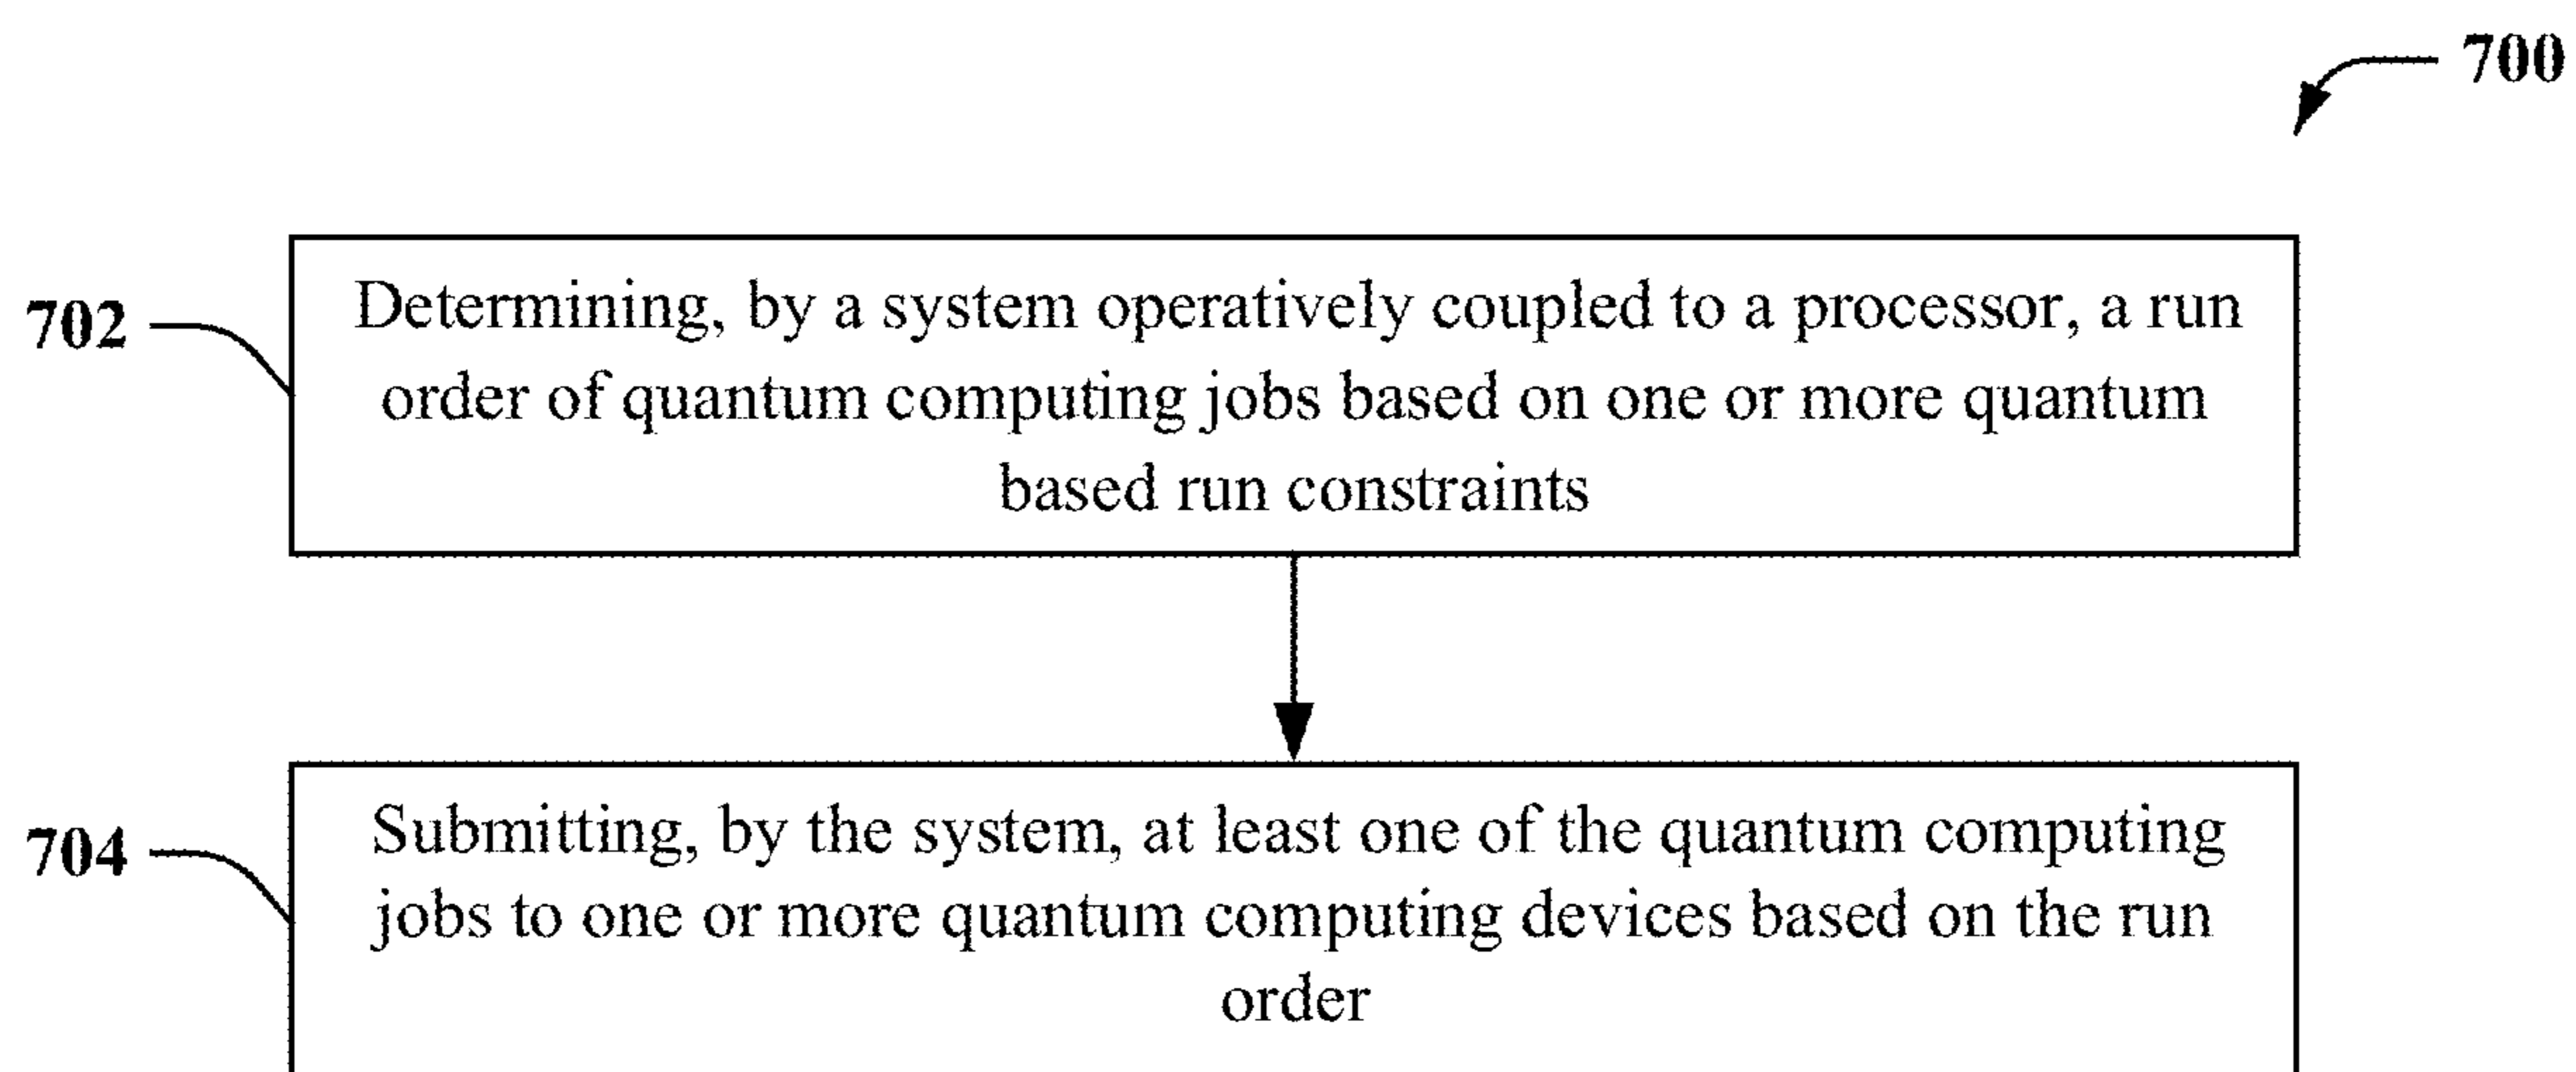 700
702
Determining, by a system operatively coupled to a processor, a run
order of quantum computing jobs based on one or more quantum
based run constraints
704
Submitting, by the system, at least one of the quantum computing
jobs to one or more quantum computing devices based on the run
order